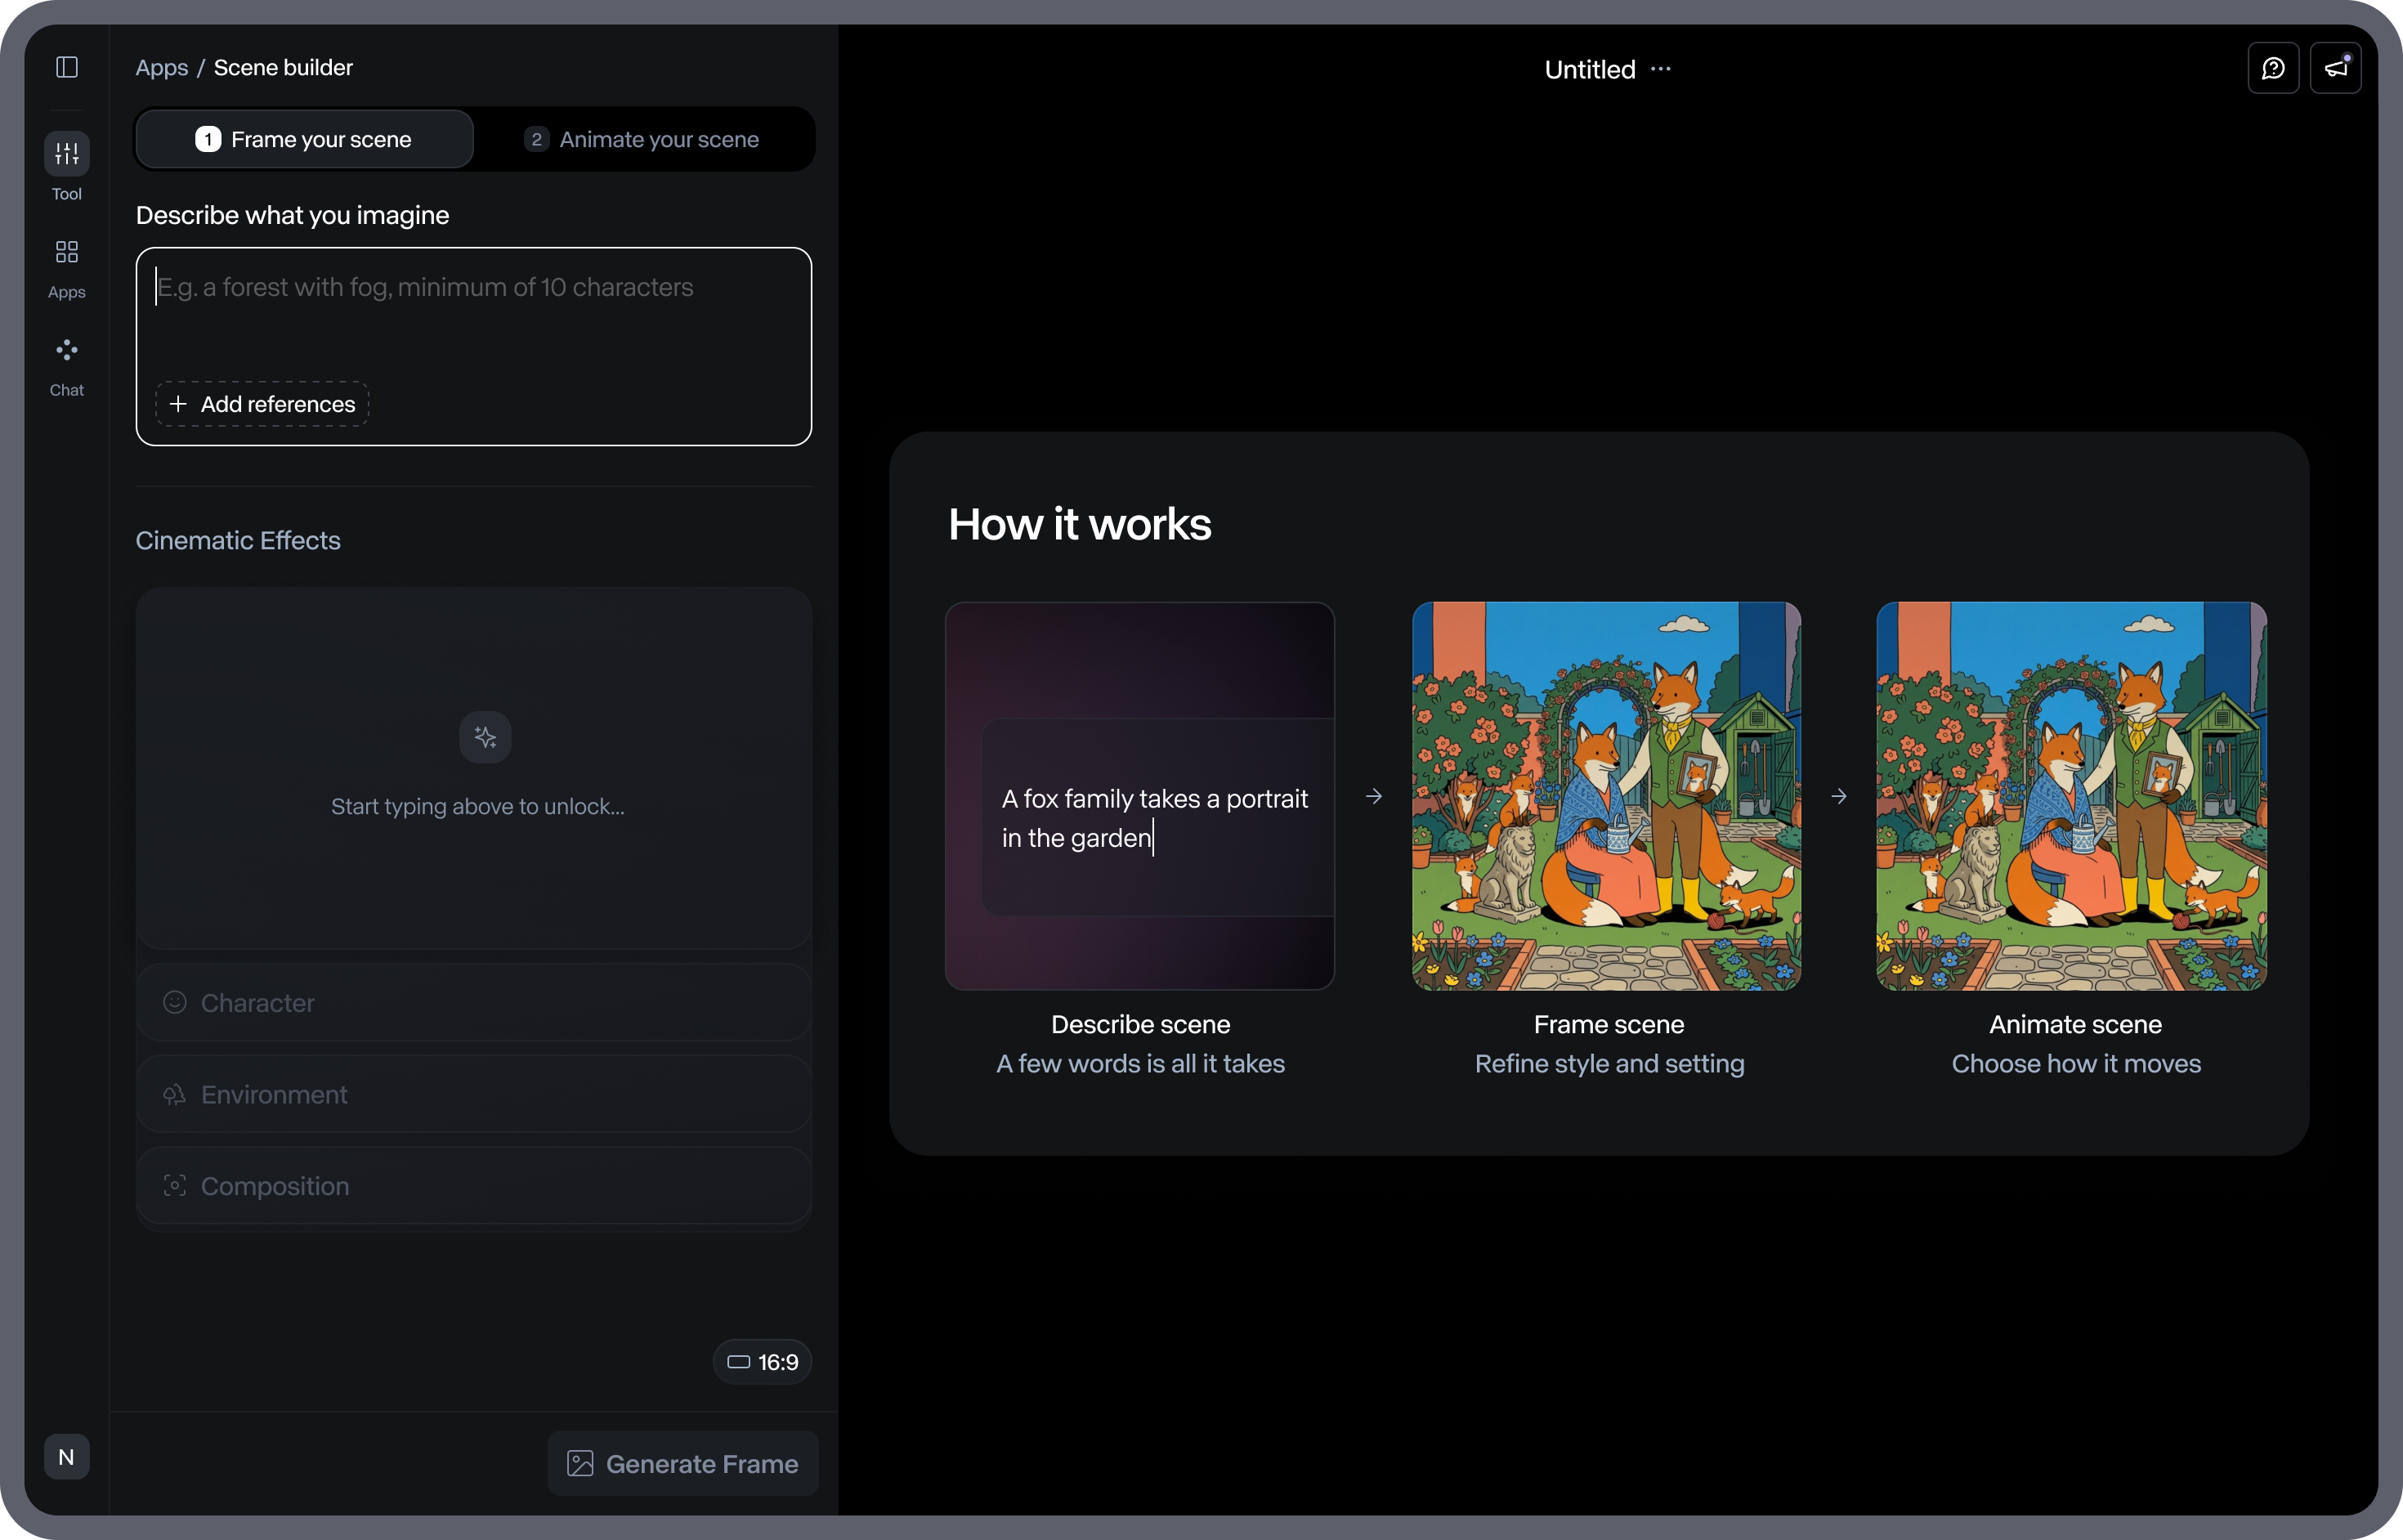 Apps / Scene builder
1 Frame your scene
2 Animate your scene
Tool
Apps
Chat
Describe what you imagine
E.g. a forest with fog, minimum of 10 characters
+ Add references
Cinematic Effects
Start typing above to unlock...
Character
Environment
Composition
16:9
N
Generate Frame
Untitled ...
How it works
A fox family takes a portrait
in the garden
Describe scene
A few words is all it takes
Frame scene
Refine style and setting
Animate scene
Choose how it moves